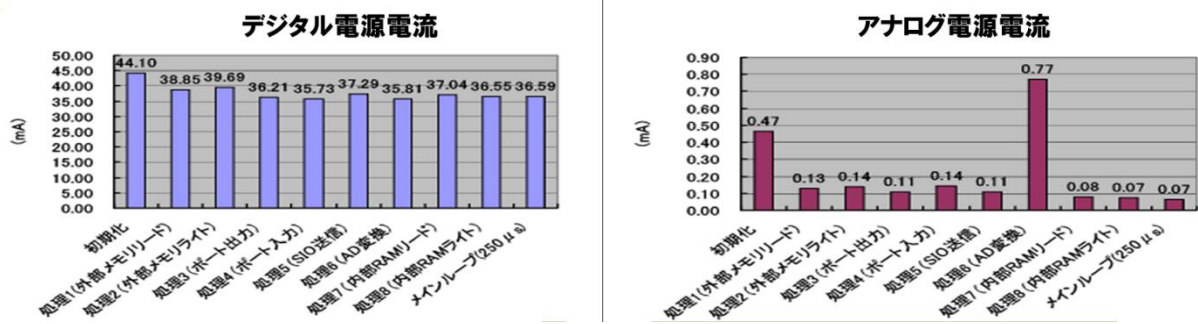 デジタル電源電流
50.00
45.00
40.00
35.00
30.00
25.00
20.00
15.00
10.00
5.00
0.00
(mA)
44.10
38.85
39.69
36.21
35.73
37.29
35.81
37.04
36.55
36.59
初期化
処理1(外部メモリリード)
処理2(外部メモリライト)
処理3(ポート出力)
処理4(ポート入力)
処理5(SIO送信)
処理6(AD変換)
処理7(内部RAMリード)
処理8(内部RAMライト)
メインループ(250μs)
アナログ電源電流
0.90
0.80
0.70
0.60
0.50
0.40
0.30
0.20
0.10
0.00
(mA)
0.47
0.13
0.14
0.11
0.14
0.11
0.77
0.08
0.07
0.07
初期化
処理1(外部メモリリード)
処理2(外部メモリライト)
処理3(ポート出力)
処理4(ポート入力)
処理5(SIO送信)
処理6(AD変換)
処理7(内部RAMリード)
処理8(内部RAMライト)
メインループ(250μs)